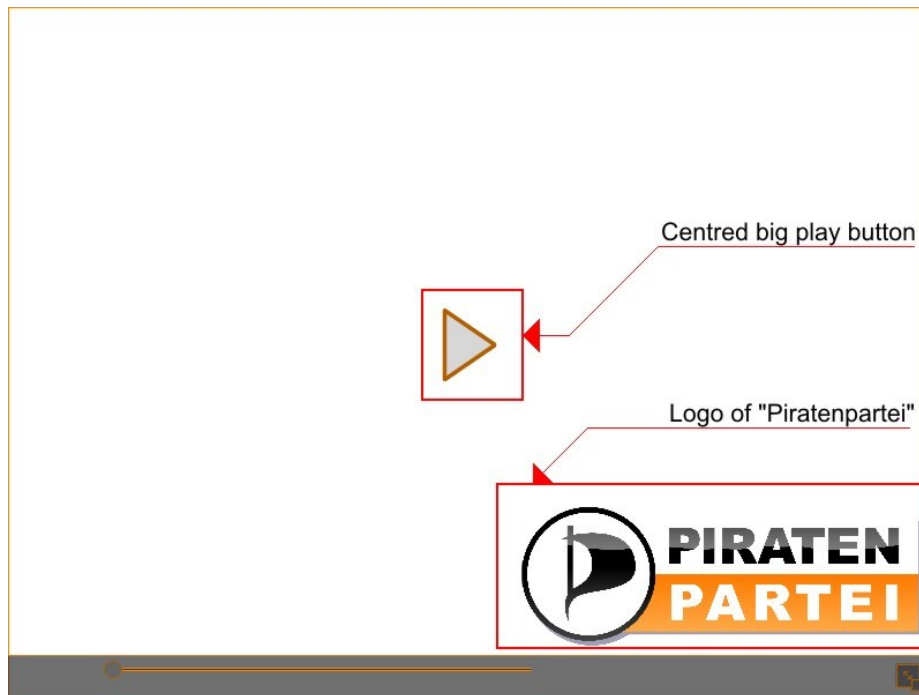 Centred big play button
Logo of "Piratenpartei"
PIRATEN
PARTEI